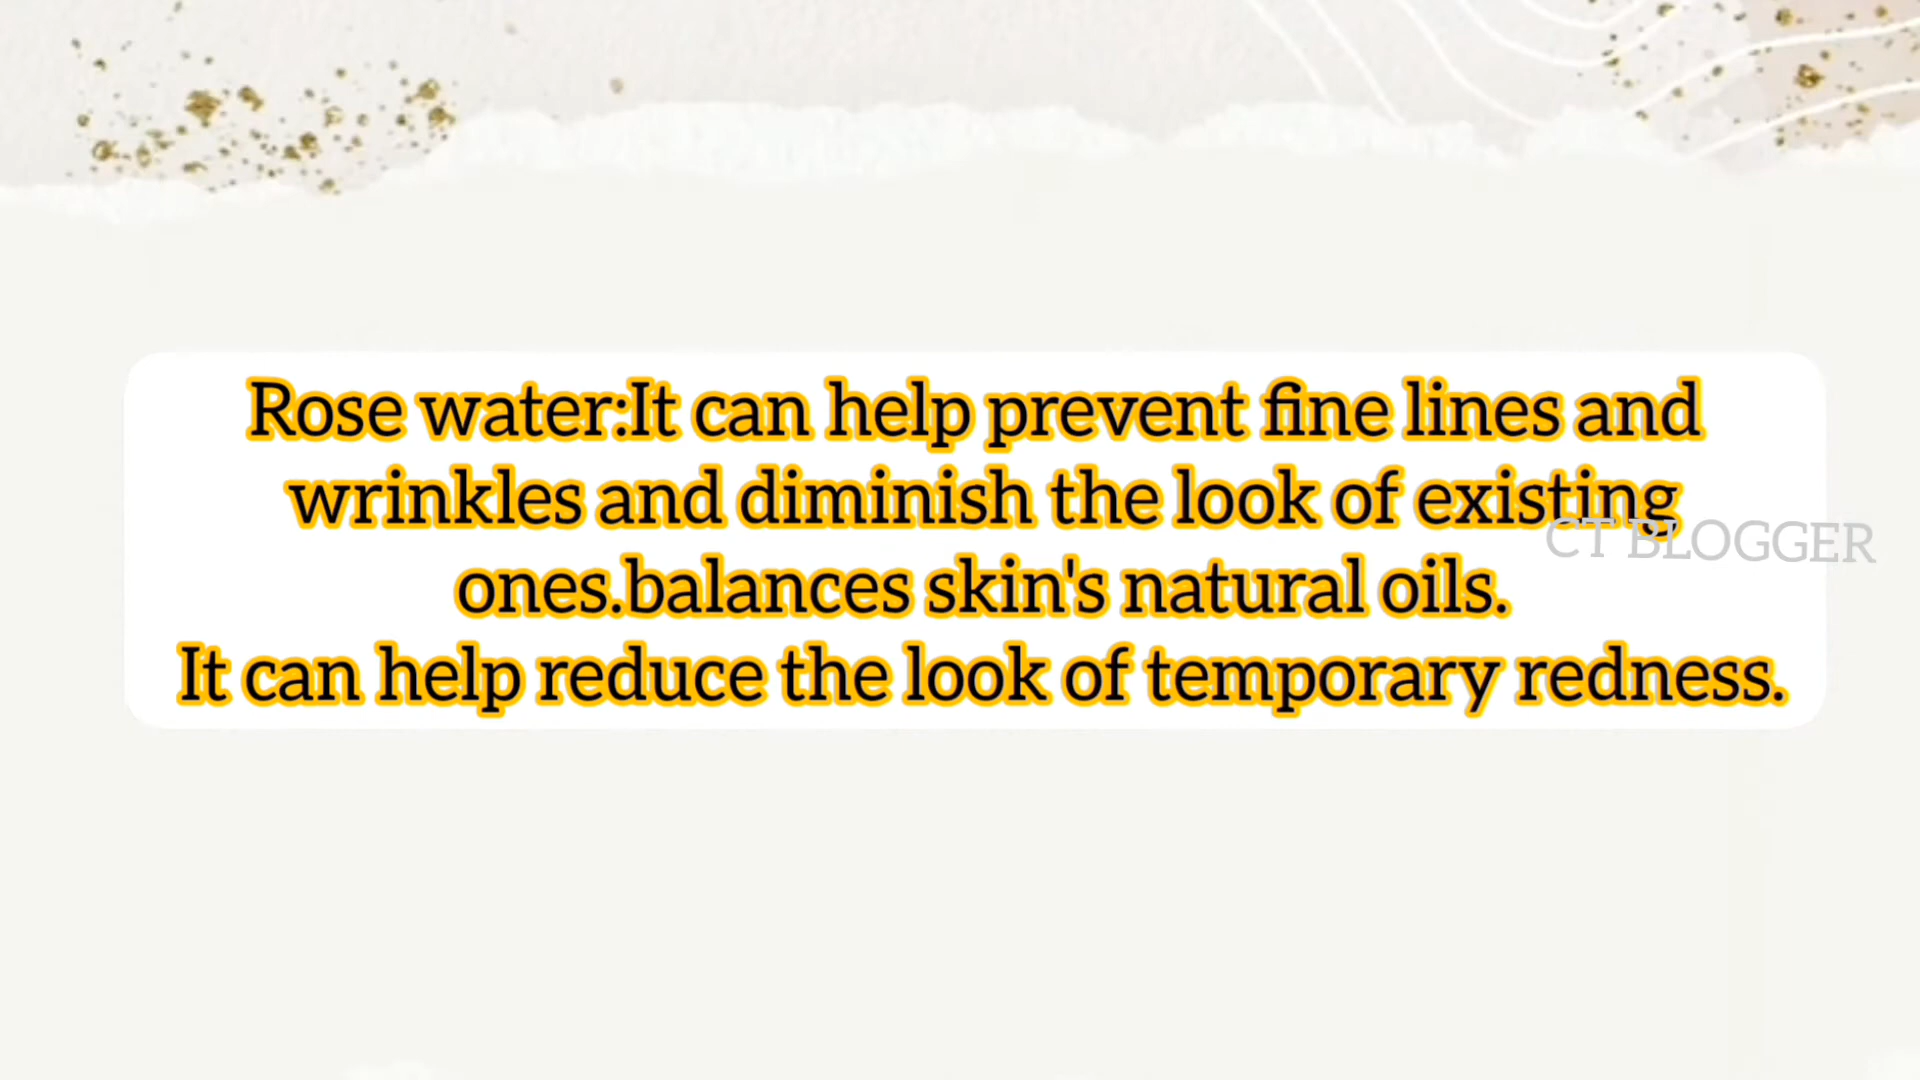 Rose water:It can help prevent fine lines and
wrinkles and diminish the look of existing
CT BLOGGER
ones.balances skin's natural oils.
It can help reduce the look of temporary redness.